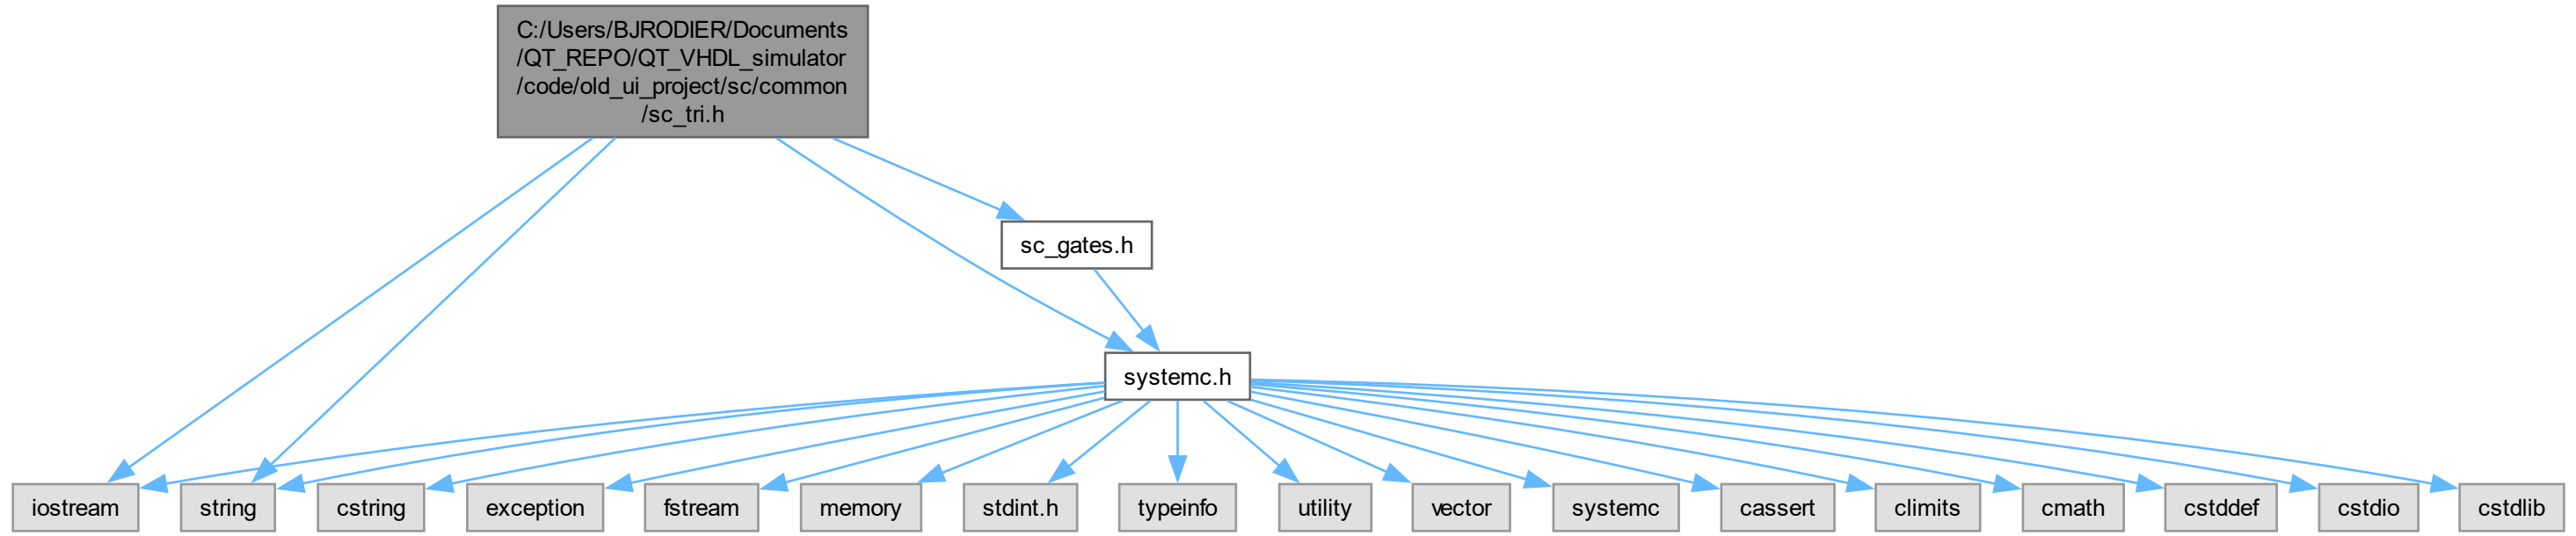 C:/Users/BJRODIER/Documents
/QT_REPO/QT_VHDL_simulator
/code/old_ui_project/sc/common
/sc_tri.h
sc_gates.h
systemc.h
iostream
string
cstring
exception
fstream
memory
stdint.h
typeinfo
utility
vector
systemc
cassert
climits
cmath
cstddef
cstdio
cstdlib